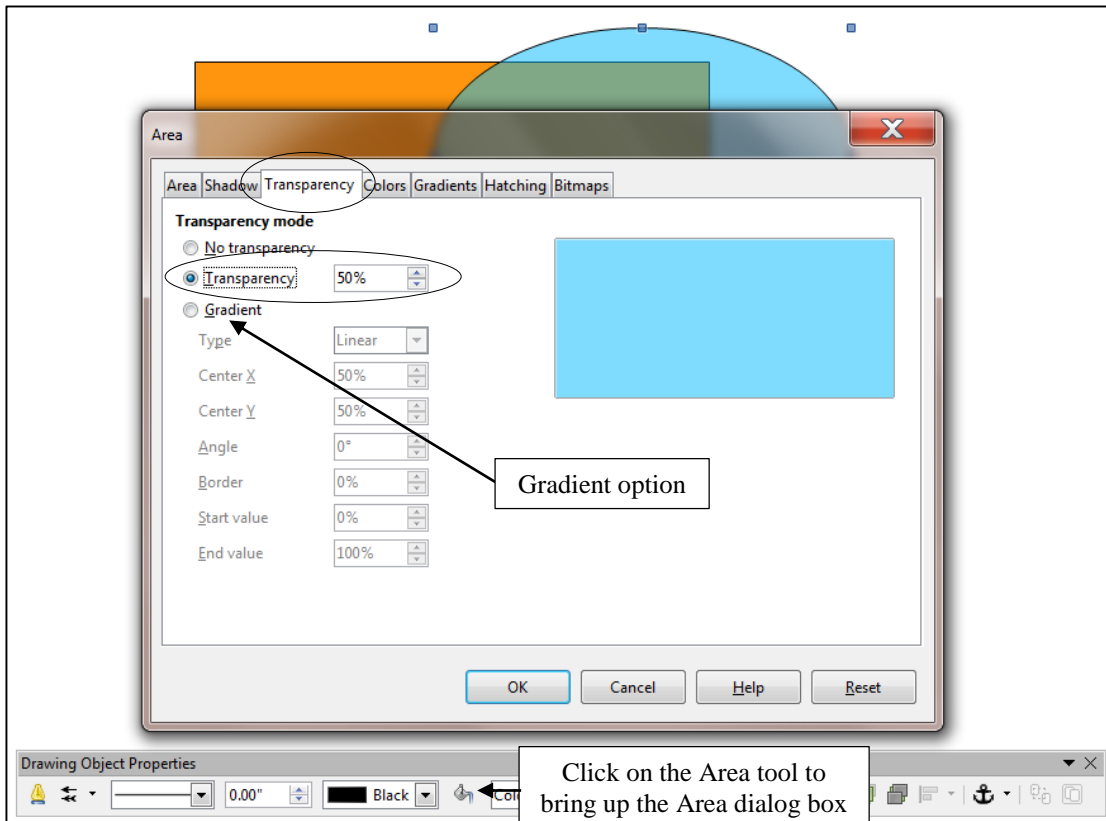 Area
Area Shadow Transparency Colors Gradients Hatching Bitmaps
Transparency mode
No transparency
Transparency 50%
Gradient
Type Linear
Center X 50%
Center Y 50%
Angle 0°
Border 0%
Start value 0%
End value 100%
Gradient option
OK Cancel Help Reset
Drawing Object Properties
0.00" Black
Click on the Area tool to
bring up the Area dialog box